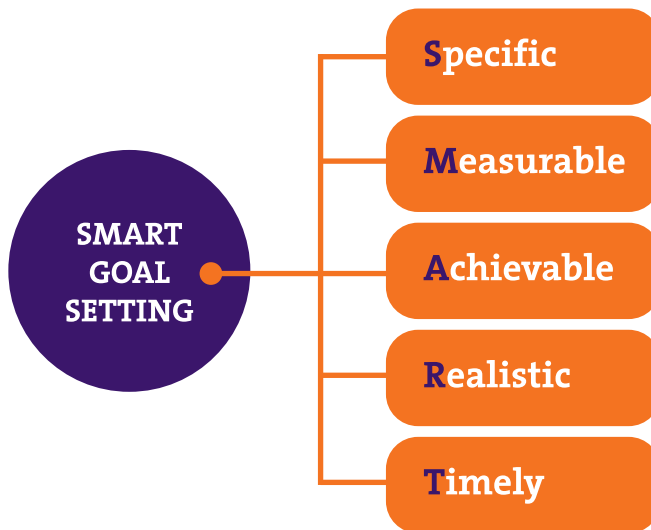 SMART
GOAL
SETTING
Specific
Measurable
Achievable
Realistic
Timely